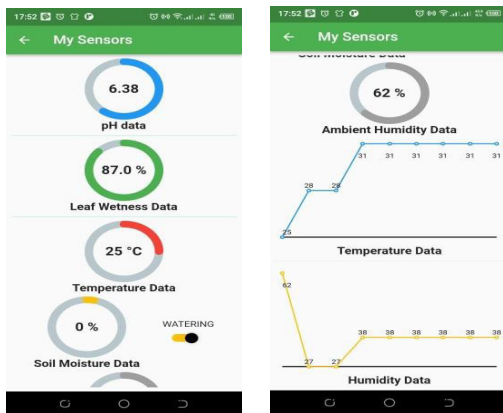 17:52
My Sensors
6.38
pH data
87.0 %
Leaf Wetness Data
25 °C
Temperature Data
0 %
WATERING
Soil Moisture Data
17:52
My Sensors
Soil Moisture Data
62 %
Ambient Humidity Data
31 31 31 31 31
28 28
25
Temperature Data
62
38 38 38 38 38
27 27
Humidity Data